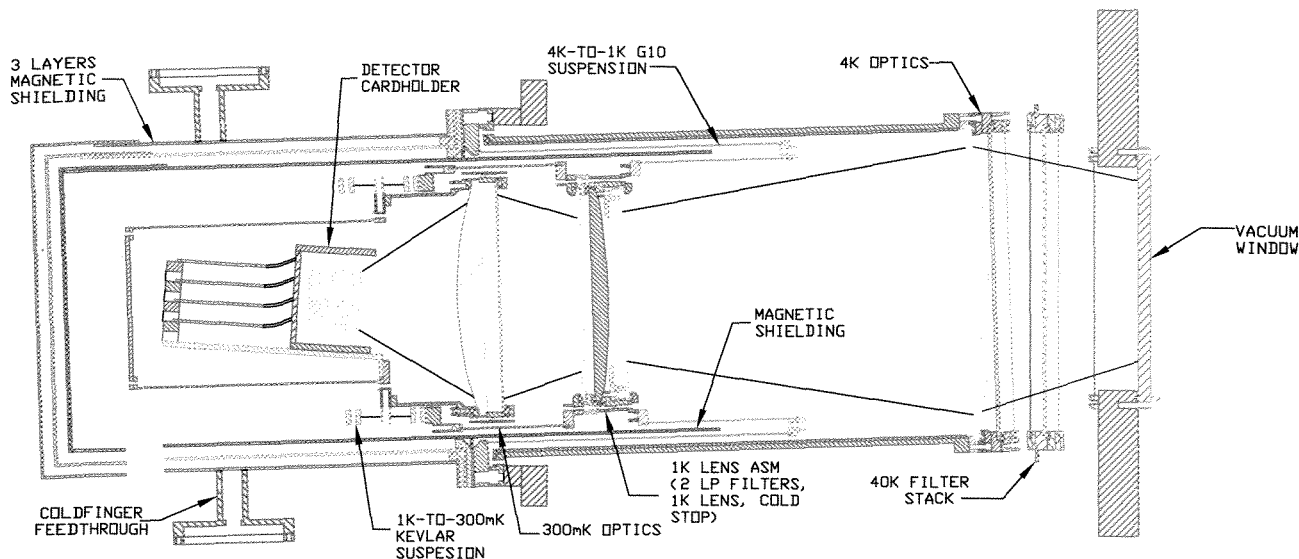 3 LAYERS
MAGNETIC
SHIELDING
DETECTOR
CARDHOLDER
4K-TO-1K G10
SUSPENSION
4K OPTICS
VACUUM
WINDOW
MAGNETIC
SHIELDING
COLDFINGER
FEEDTHROUGH
1K-TO-300mK
KEVLAR
SUSPESION
300mK OPTICS
1K LENS ASM
(2 LP FILTERS,
1K LENS, COLD
STOP)
40K FILTER
STACK